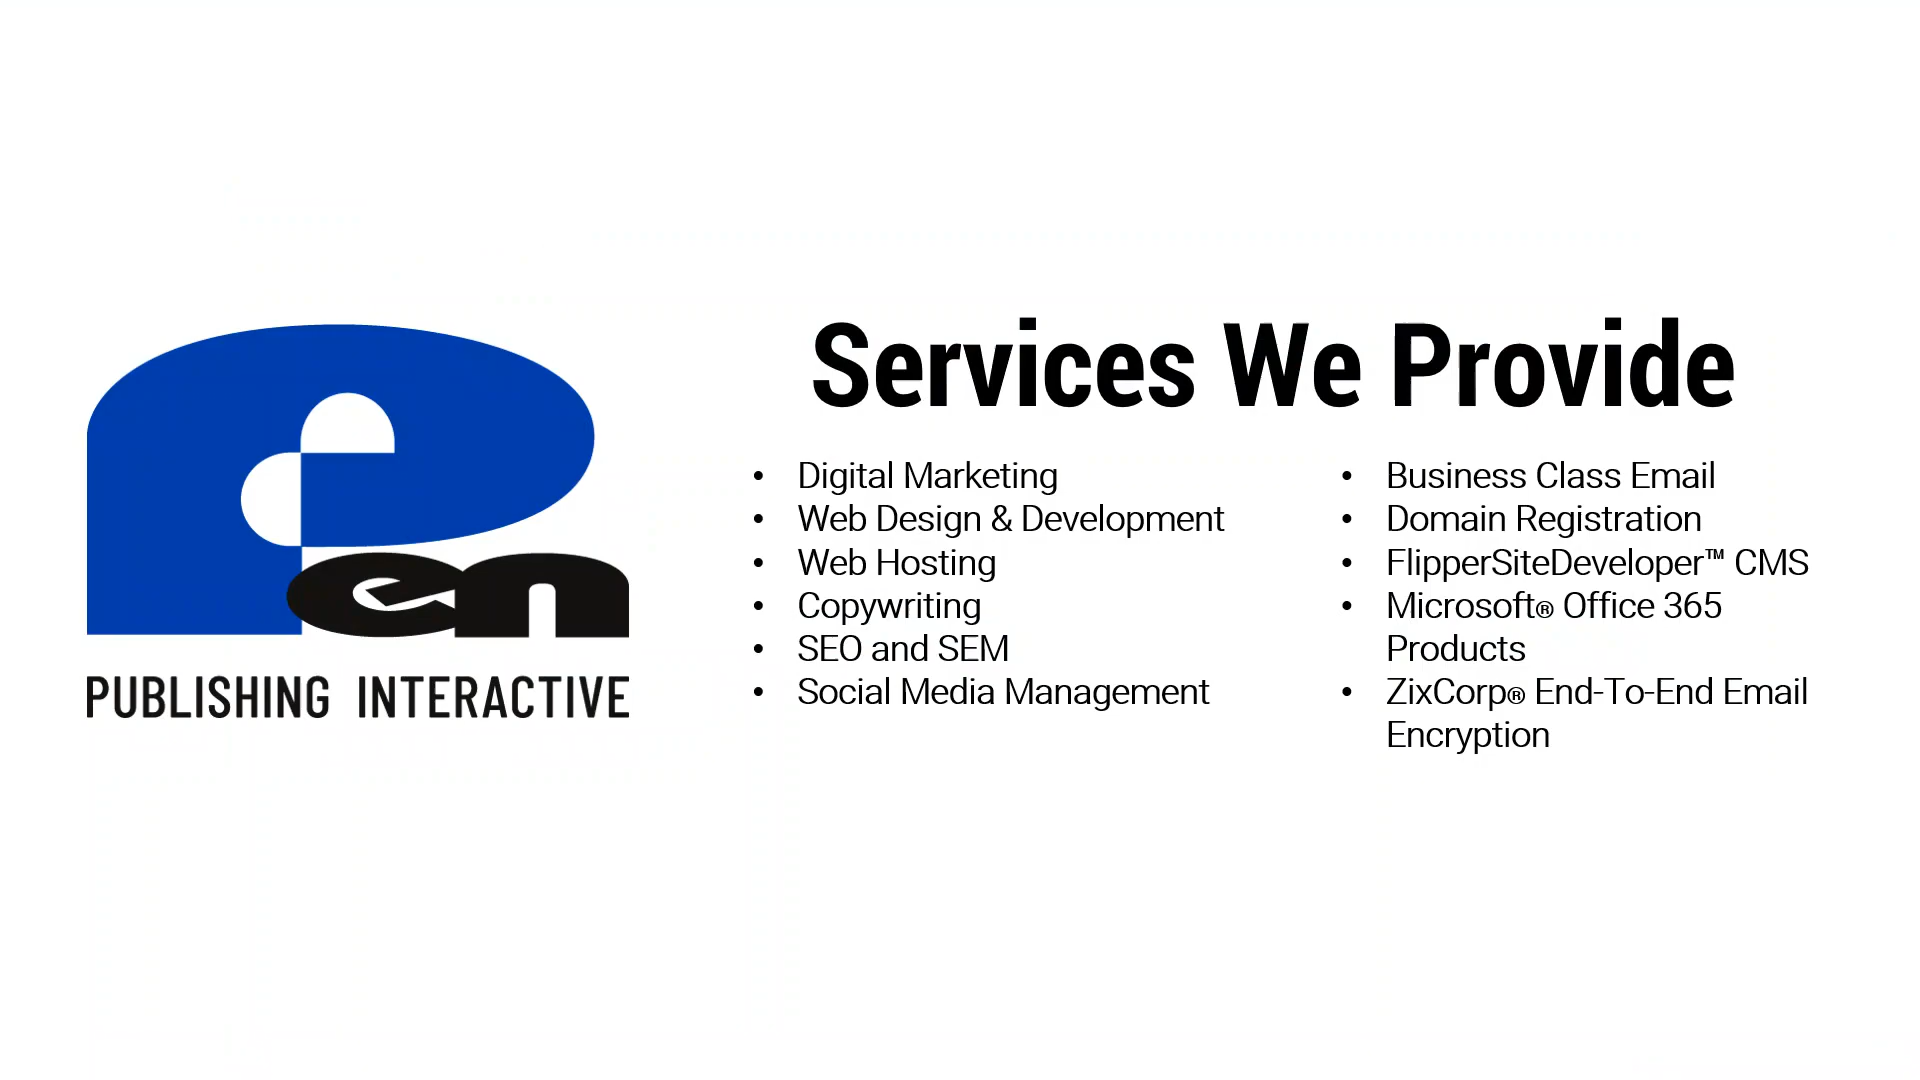 Pen
PUBLISHING INTERACTIVE
Services We Provide
• Digital Marketing
• Web Design & Development
• Web Hosting
• Copywriting
• SEO and SEM
• Social Media Management
• Business Class Email
• Domain Registration
• FlipperSiteDeveloper™ CMS
• Microsoft® Office 365
Products
• ZixCorp® End-To-End Email
Encryption